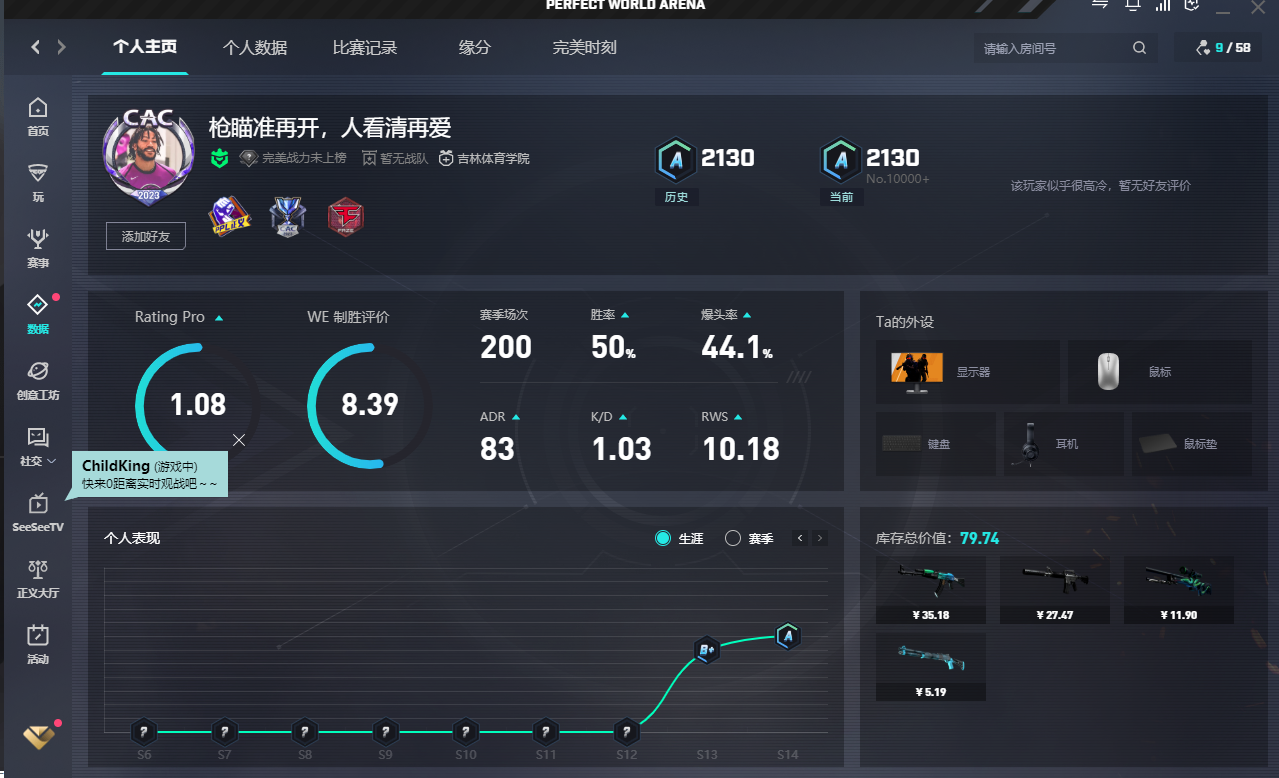 PERFECT WORLD ARENA
个人主页 个人数据 比赛记录 缘分 完美时刻 请输入房间号 9 / 58
首页
玩
赛事
数据
创意工坊
社交
SeeSeeTV
正义大厅
活动
CAC
2023
枪瞄准再开，人看清再爱
完美战力未上榜 暂无战队 吉林体育学院
添加好友
A 2130
历史
A 2130
No.10000+
当前
该玩家似乎很高冷，暂无好友评价
Rating Pro
1.08
WE 制胜评价
8.39
赛季场次 胜率 爆头率
200 50% 44.1%
ADR K/D RWS
83 1.03 10.18
ChildKing (游戏中)
快来0距离实时观战吧~~
Ta的外设
显示器 鼠标
键盘 耳机 鼠标垫
个人表现 生涯 赛季
? ? ? ? ? ? ? B+ A
S6 S7 S8 S9 S10 S11 S12 S13 S14
库存总价值: 79.74
¥ 35.18 ¥ 27.47 ¥ 11.90
¥ 5.19